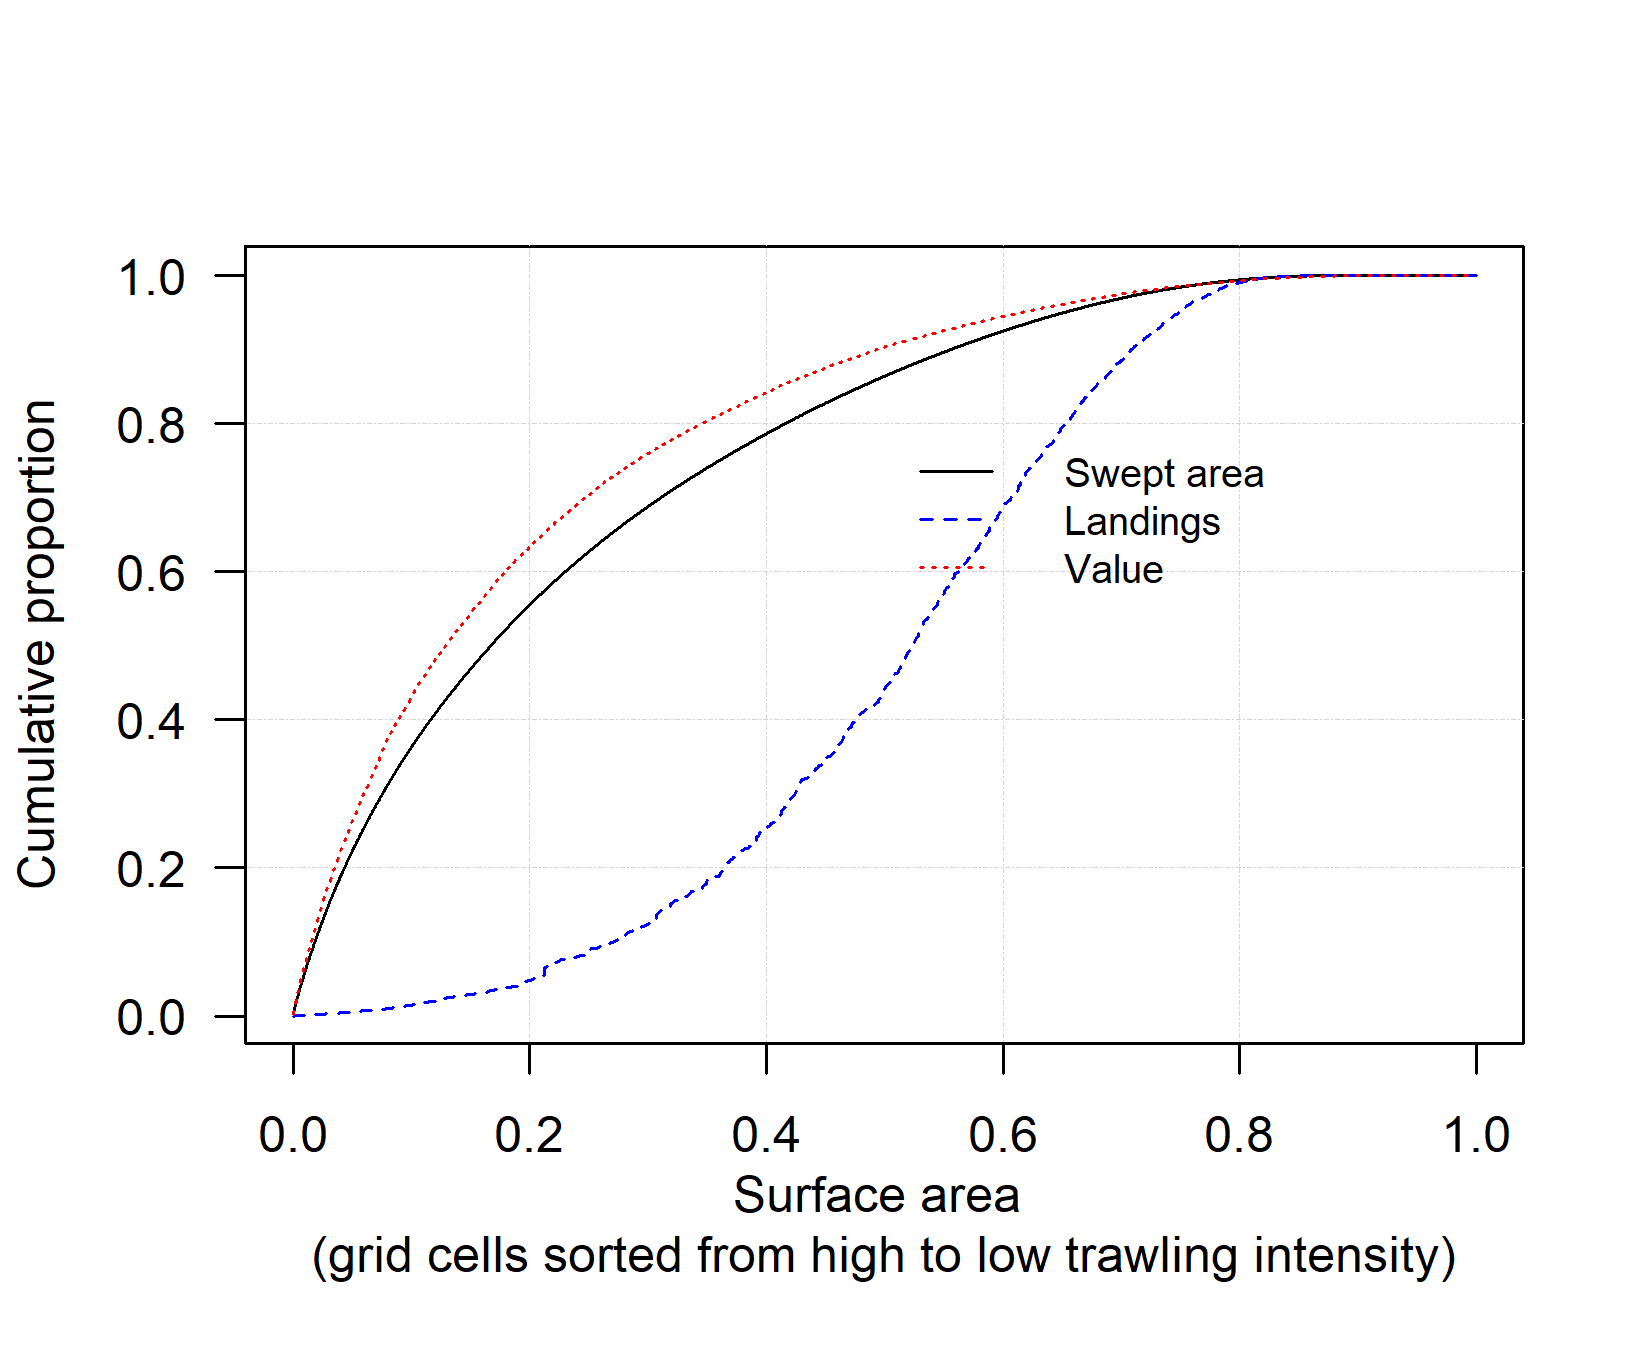 Cumulative proportion
1.0
0.8
0.6
0.4
0.2
0.0
Swept area
Landings
Value
0.0 0.2 0.4 0.6 0.8 1.0
Surface area
(grid cells sorted from high to low trawling intensity)